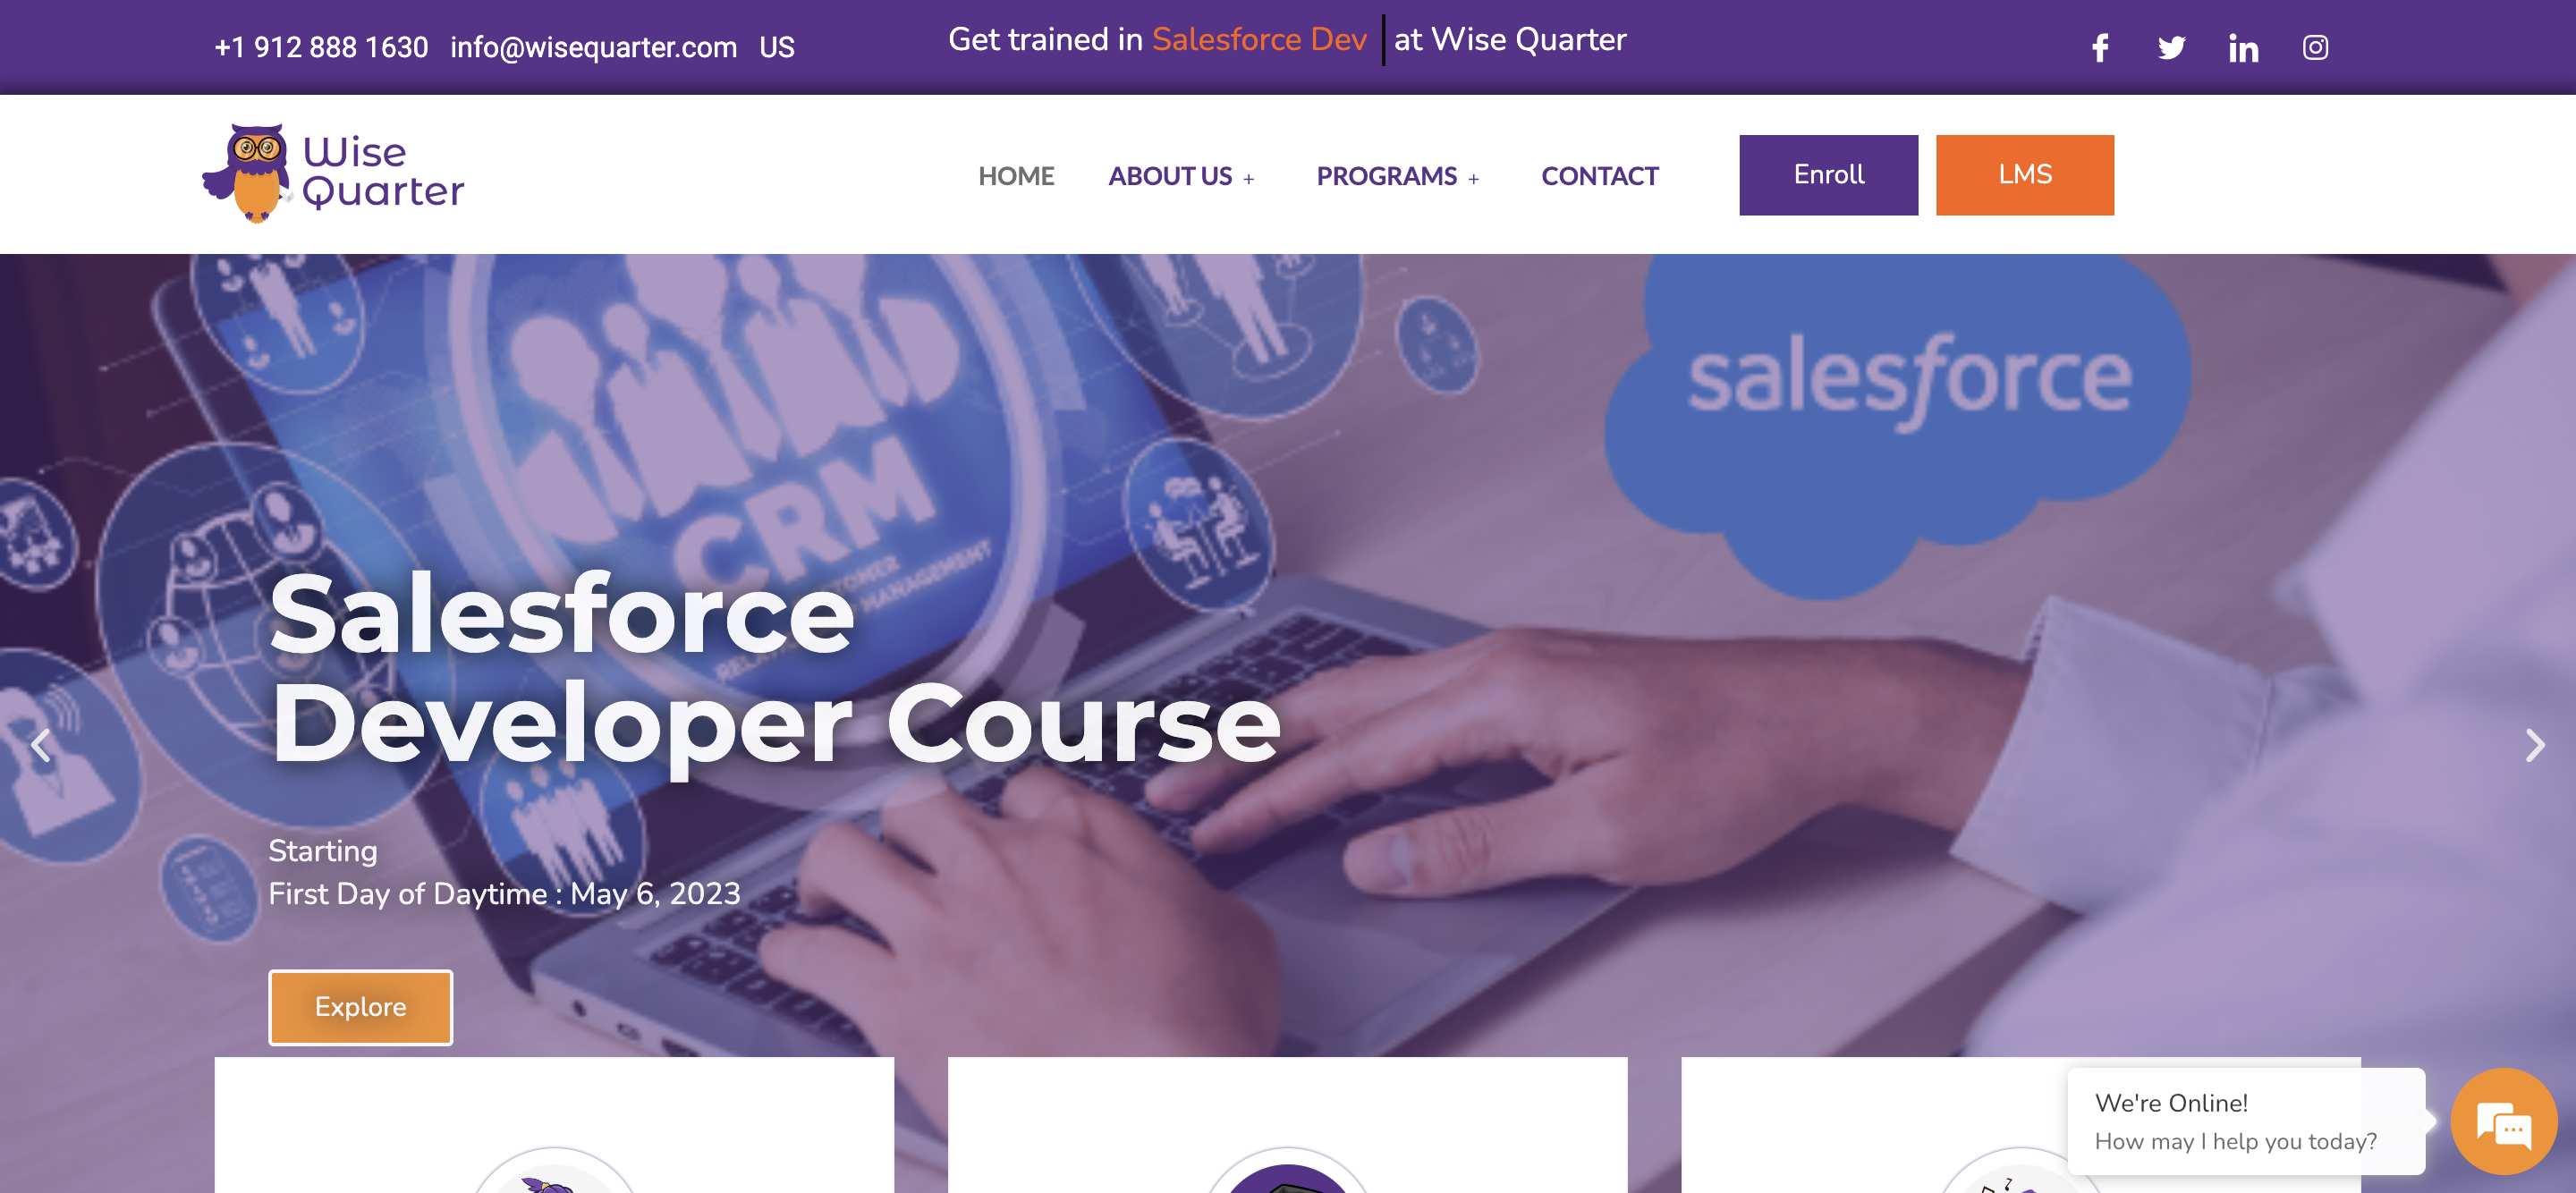 +1 912 888 1630 info@wisequarter.com US
Get trained in Salesforce Dev at Wise Quarter
Wise
Quarter
HOME ABOUT US + PROGRAMS + CONTACT
Enroll
LMS
salesforce
CRM
MANAGEMENT
Salesforce
Developer Course
Starting
First Day of Daytime : May 6, 2023
Explore
We're Online!
How may I help you today?